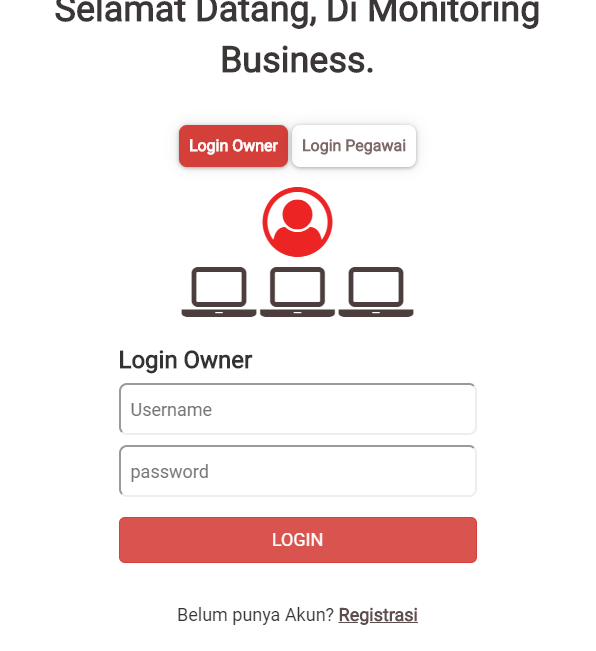 Selamat Datang, Di Monitoring
Business.
Login Owner
Login Pegawai
Login Owner
Username
password
LOGIN
Belum punya Akun? Registrasi